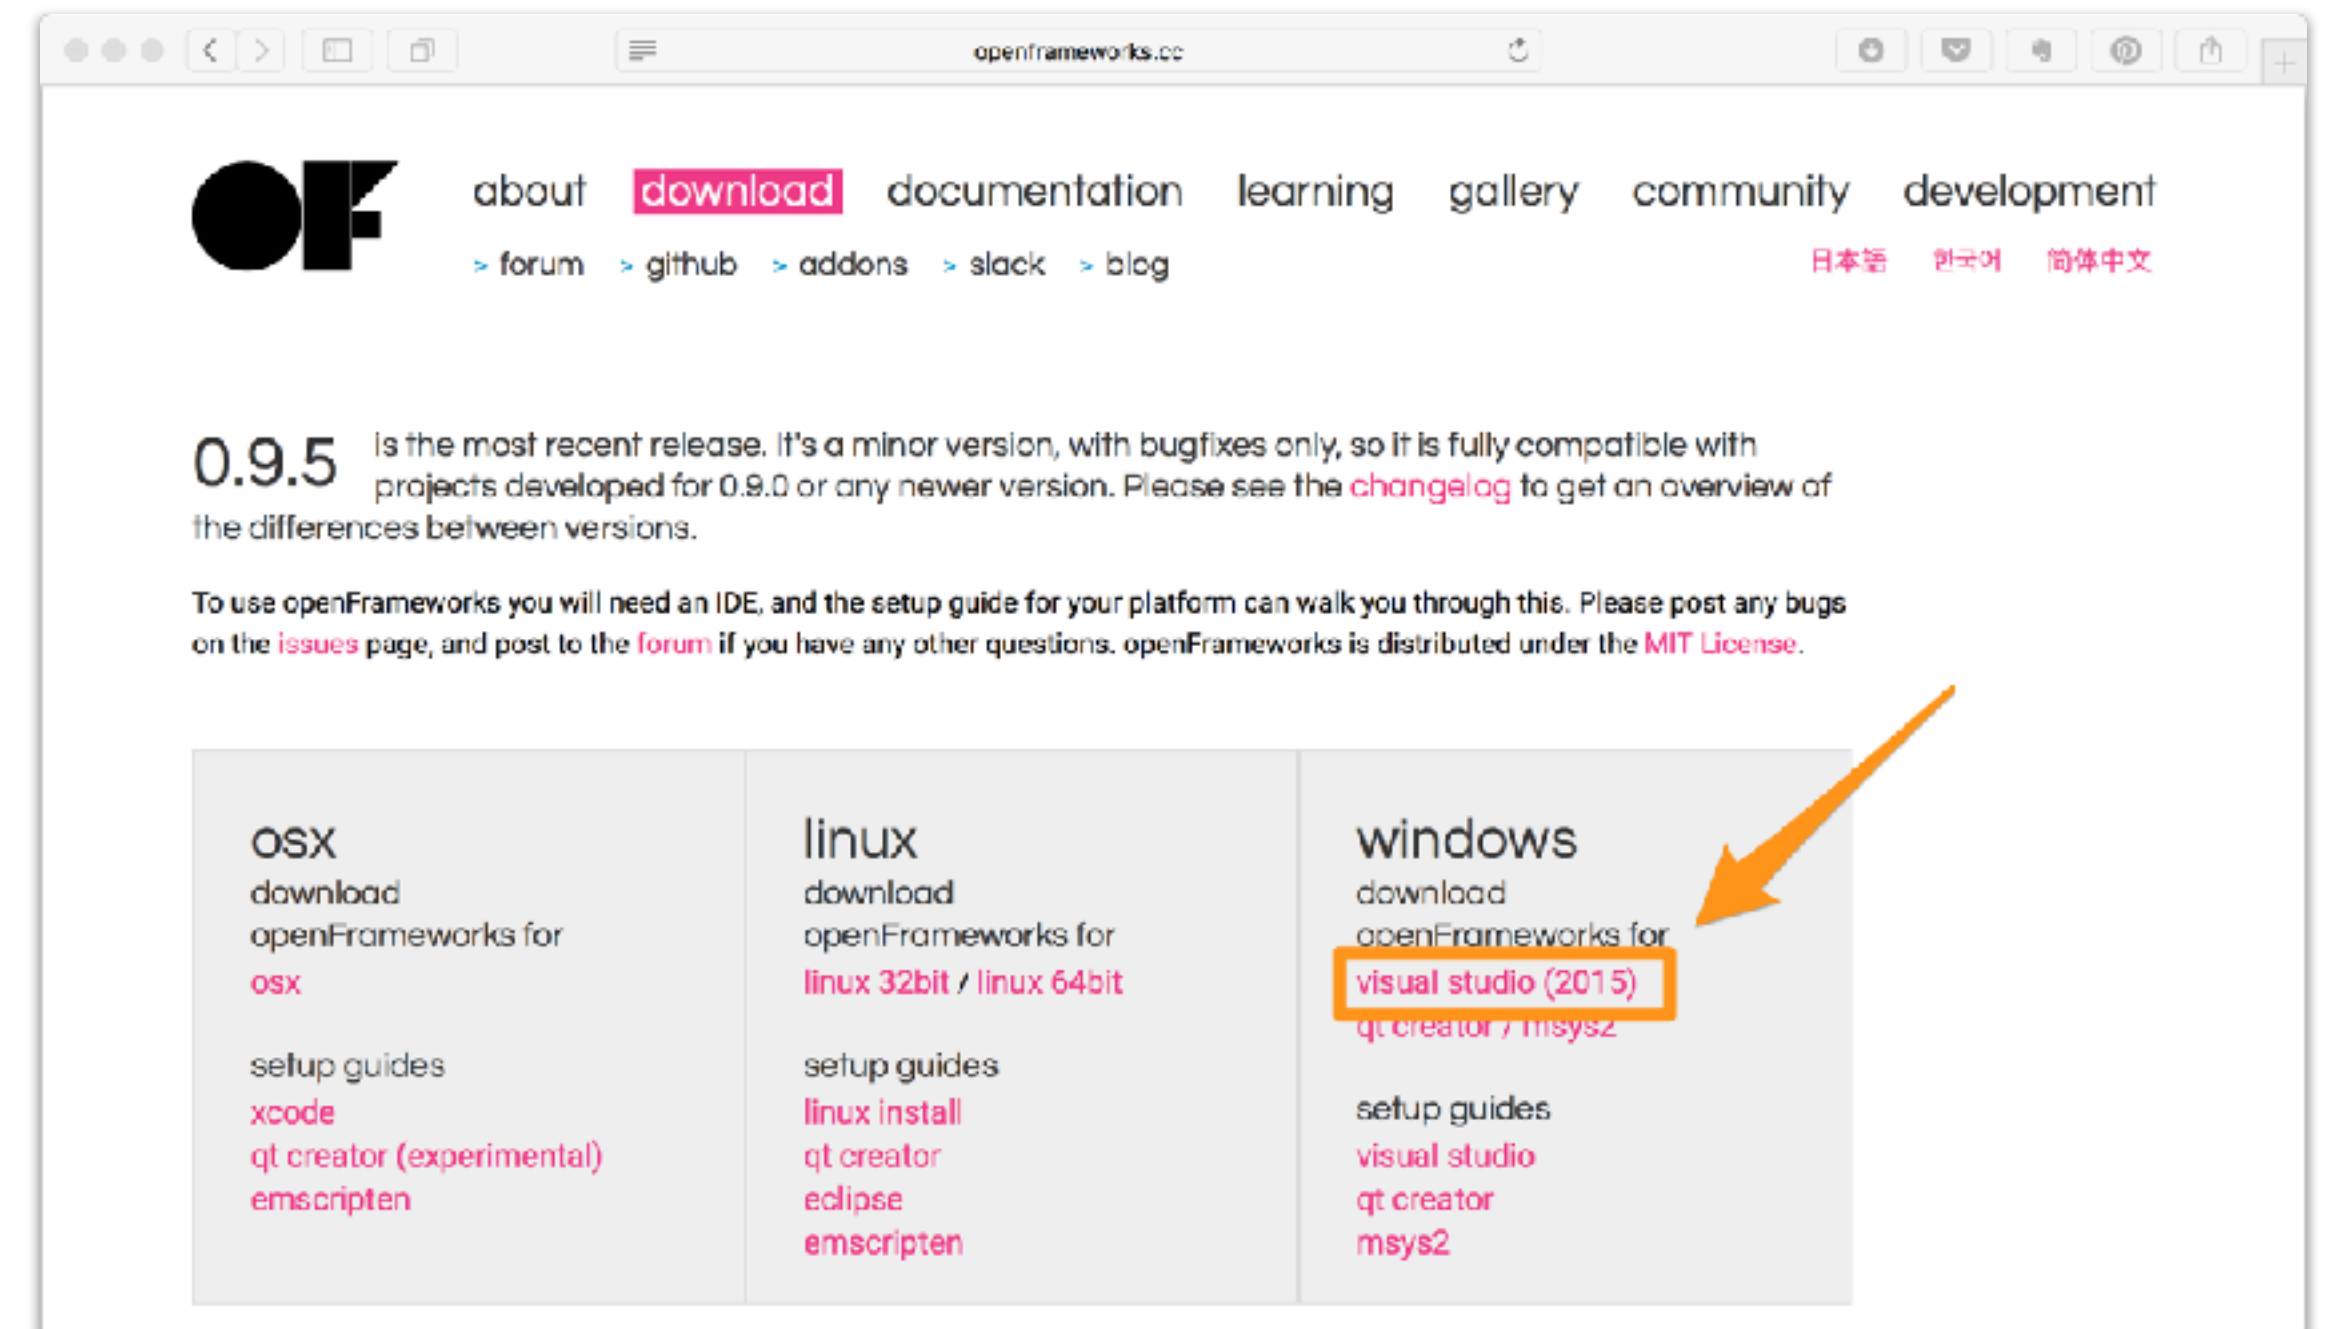 openframeworks.cc
OF
about download documentation learning gallery community development
> forum > github > addons > slack > blog
日本語 한국어 简体中文
0.9.5 is the most recent release. It's a minor version, with bugfixes only, so it is fully compatible with
projects developed for 0.9.0 or any newer version. Please see the changelog to get an overview of
the differences between versions.
To use openFrameworks you will need an IDE, and the setup guide for your platform can walk you through this. Please post any bugs
on the issues page, and post to the forum if you have any other questions. openFrameworks is distributed under the MIT License.
osx
download
openFrameworks for
osx
setup guides
xcode
qt creator (experimental)
emscripten
linux
download
openFrameworks for
linux 32bit / linux 64bit
setup guides
linux install
qt creator
eclipse
emscripten
windows
download
openFrameworks for
visual studio (2015)
qt creator / msys2
setup guides
visual studio
qt creator
msys2